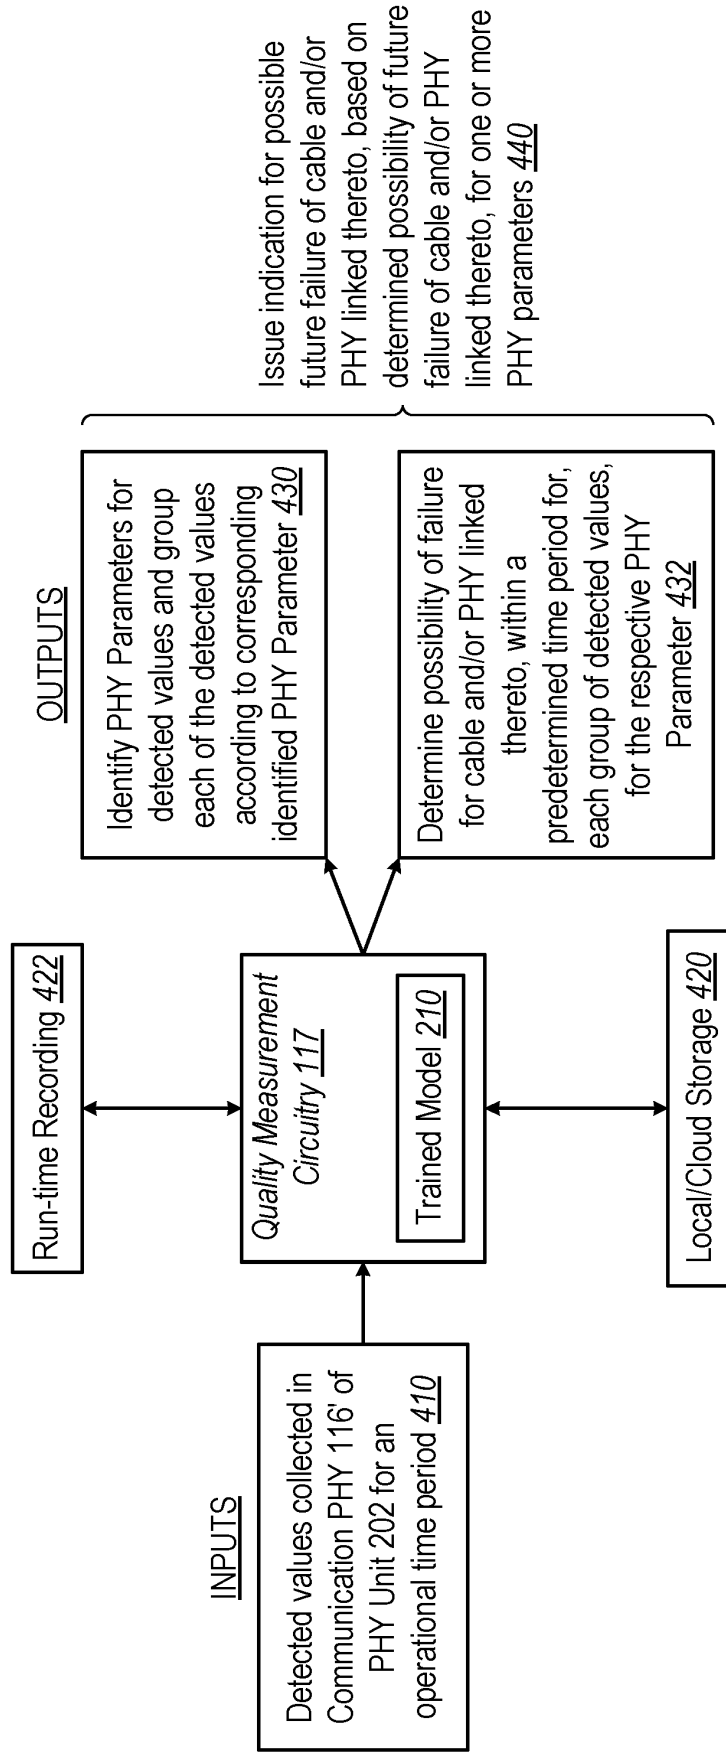 INPUTS
Detected values collected in
Communication PHY 116' of
PHY Unit 202 for an
operational time period 410
Run-time Recording 422
Quality Measurement
Circuitry 117
Trained Model 210
Local/Cloud Storage 420
OUTPUTS
Identify PHY Parameters for
detected values and group
each of the detected values
according to corresponding
identified PHY Parameter 430
Determine possibility of failure
for cable and/or PHY linked
thereto, within a
predetermined time period for,
each group of detected values,
for the respective PHY
Parameter 432
Issue indication for possible
future failure of cable and/or
PHY linked thereto, based on
determined possibility of future
failure of cable and/or PHY
linked thereto, for one or more
PHY parameters 440